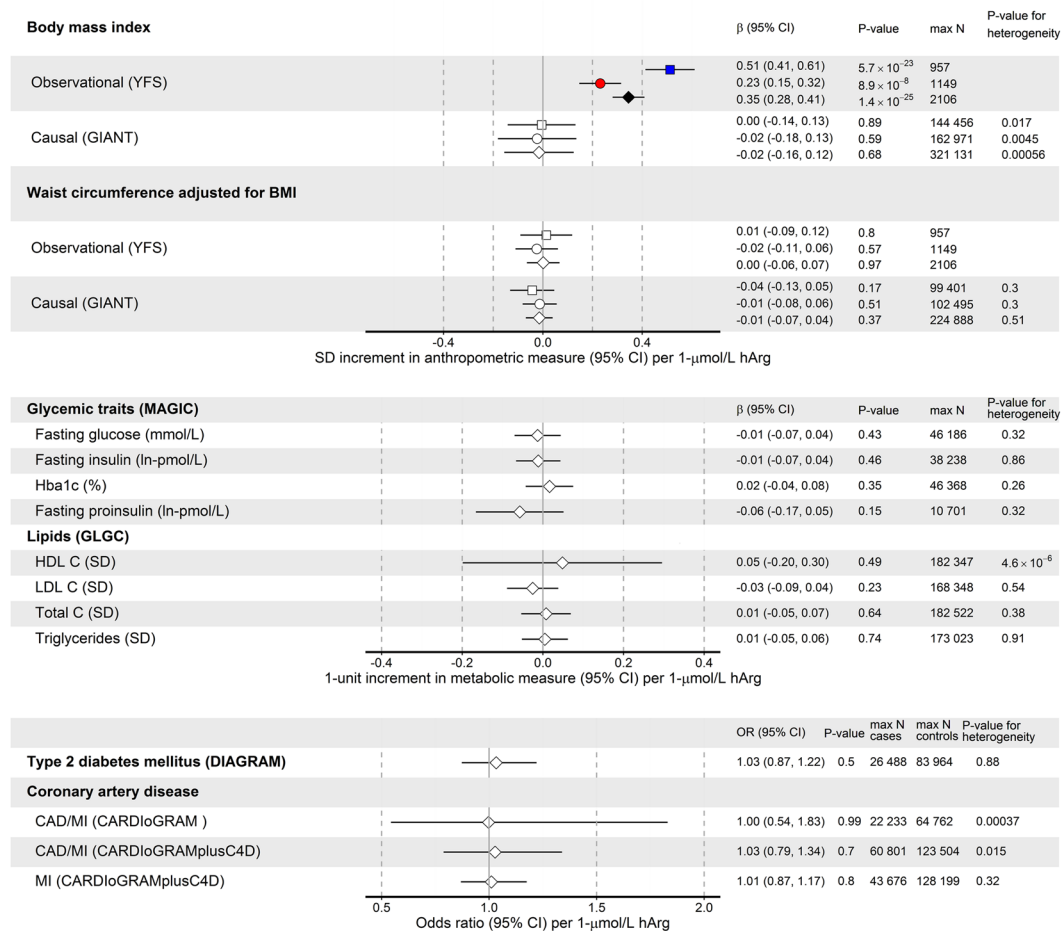 Body mass index β (95% CI) P-value max N P-value for heterogeneity
Observational (YFS)
0.51 (0.41, 0.61) 5.7 × 10−23 957
0.23 (0.15, 0.32) 8.9 × 10−8 1149
0.35 (0.28, 0.41) 1.4 × 10−25 2106
Causal (GIANT)
0.00 (-0.14, 0.13) 0.89 144 456 0.017
-0.02 (-0.18, 0.13) 0.59 162 971 0.0045
-0.02 (-0.16, 0.12) 0.68 321 131 0.00056
Waist circumference adjusted for BMI
Observational (YFS)
0.01 (-0.09, 0.12) 0.8 957
-0.02 (-0.11, 0.06) 0.57 1149
0.00 (-0.06, 0.07) 0.97 2106
Causal (GIANT)
-0.04 (-0.13, 0.05) 0.17 99 401 0.3
-0.01 (-0.08, 0.06) 0.51 102 495 0.3
-0.01 (-0.07, 0.04) 0.37 224 888 0.51
-0.4 0.0 0.4
SD increment in anthropometric measure (95% CI) per 1-μmol/L hArg
Glycemic traits (MAGIC) β (95% CI) P-value max N P-value for heterogeneity
Fasting glucose (mmol/L) -0.01 (-0.07, 0.04) 0.43 46 186 0.32
Fasting insulin (ln-pmol/L) -0.01 (-0.07, 0.04) 0.46 38 238 0.86
Hba1c (%) 0.02 (-0.04, 0.08) 0.35 46 368 0.26
Fasting proinsulin (ln-pmol/L) -0.06 (-0.17, 0.05) 0.15 10 701 0.32
Lipids (GLGC)
HDL C (SD) 0.05 (-0.20, 0.30) 0.49 182 347 4.6 × 10−6
LDL C (SD) -0.03 (-0.09, 0.04) 0.23 168 348 0.54
Total C (SD) 0.01 (-0.05, 0.07) 0.64 182 522 0.38
Triglycerides (SD) 0.01 (-0.05, 0.06) 0.74 173 023 0.91
-0.4 -0.2 0.0 0.2 0.4
1-unit increment in metabolic measure (95% CI) per 1-μmol/L hArg
OR (95% CI) P-value max N cases max N controls P-value for heterogeneity
Type 2 diabetes mellitus (DIAGRAM) 1.03 (0.87, 1.22) 0.5 26 488 83 964 0.88
Coronary artery disease
CAD/MI (CARDIoGRAM ) 1.00 (0.54, 1.83) 0.99 22 233 64 762 0.00037
CAD/MI (CARDIoGRAMplusC4D) 1.03 (0.79, 1.34) 0.7 60 801 123 504 0.015
MI (CARDIoGRAMplusC4D) 1.01 (0.87, 1.17) 0.8 43 676 128 199 0.32
0.5 1.0 1.5 2.0
Odds ratio (95% CI) per 1-μmol/L hArg